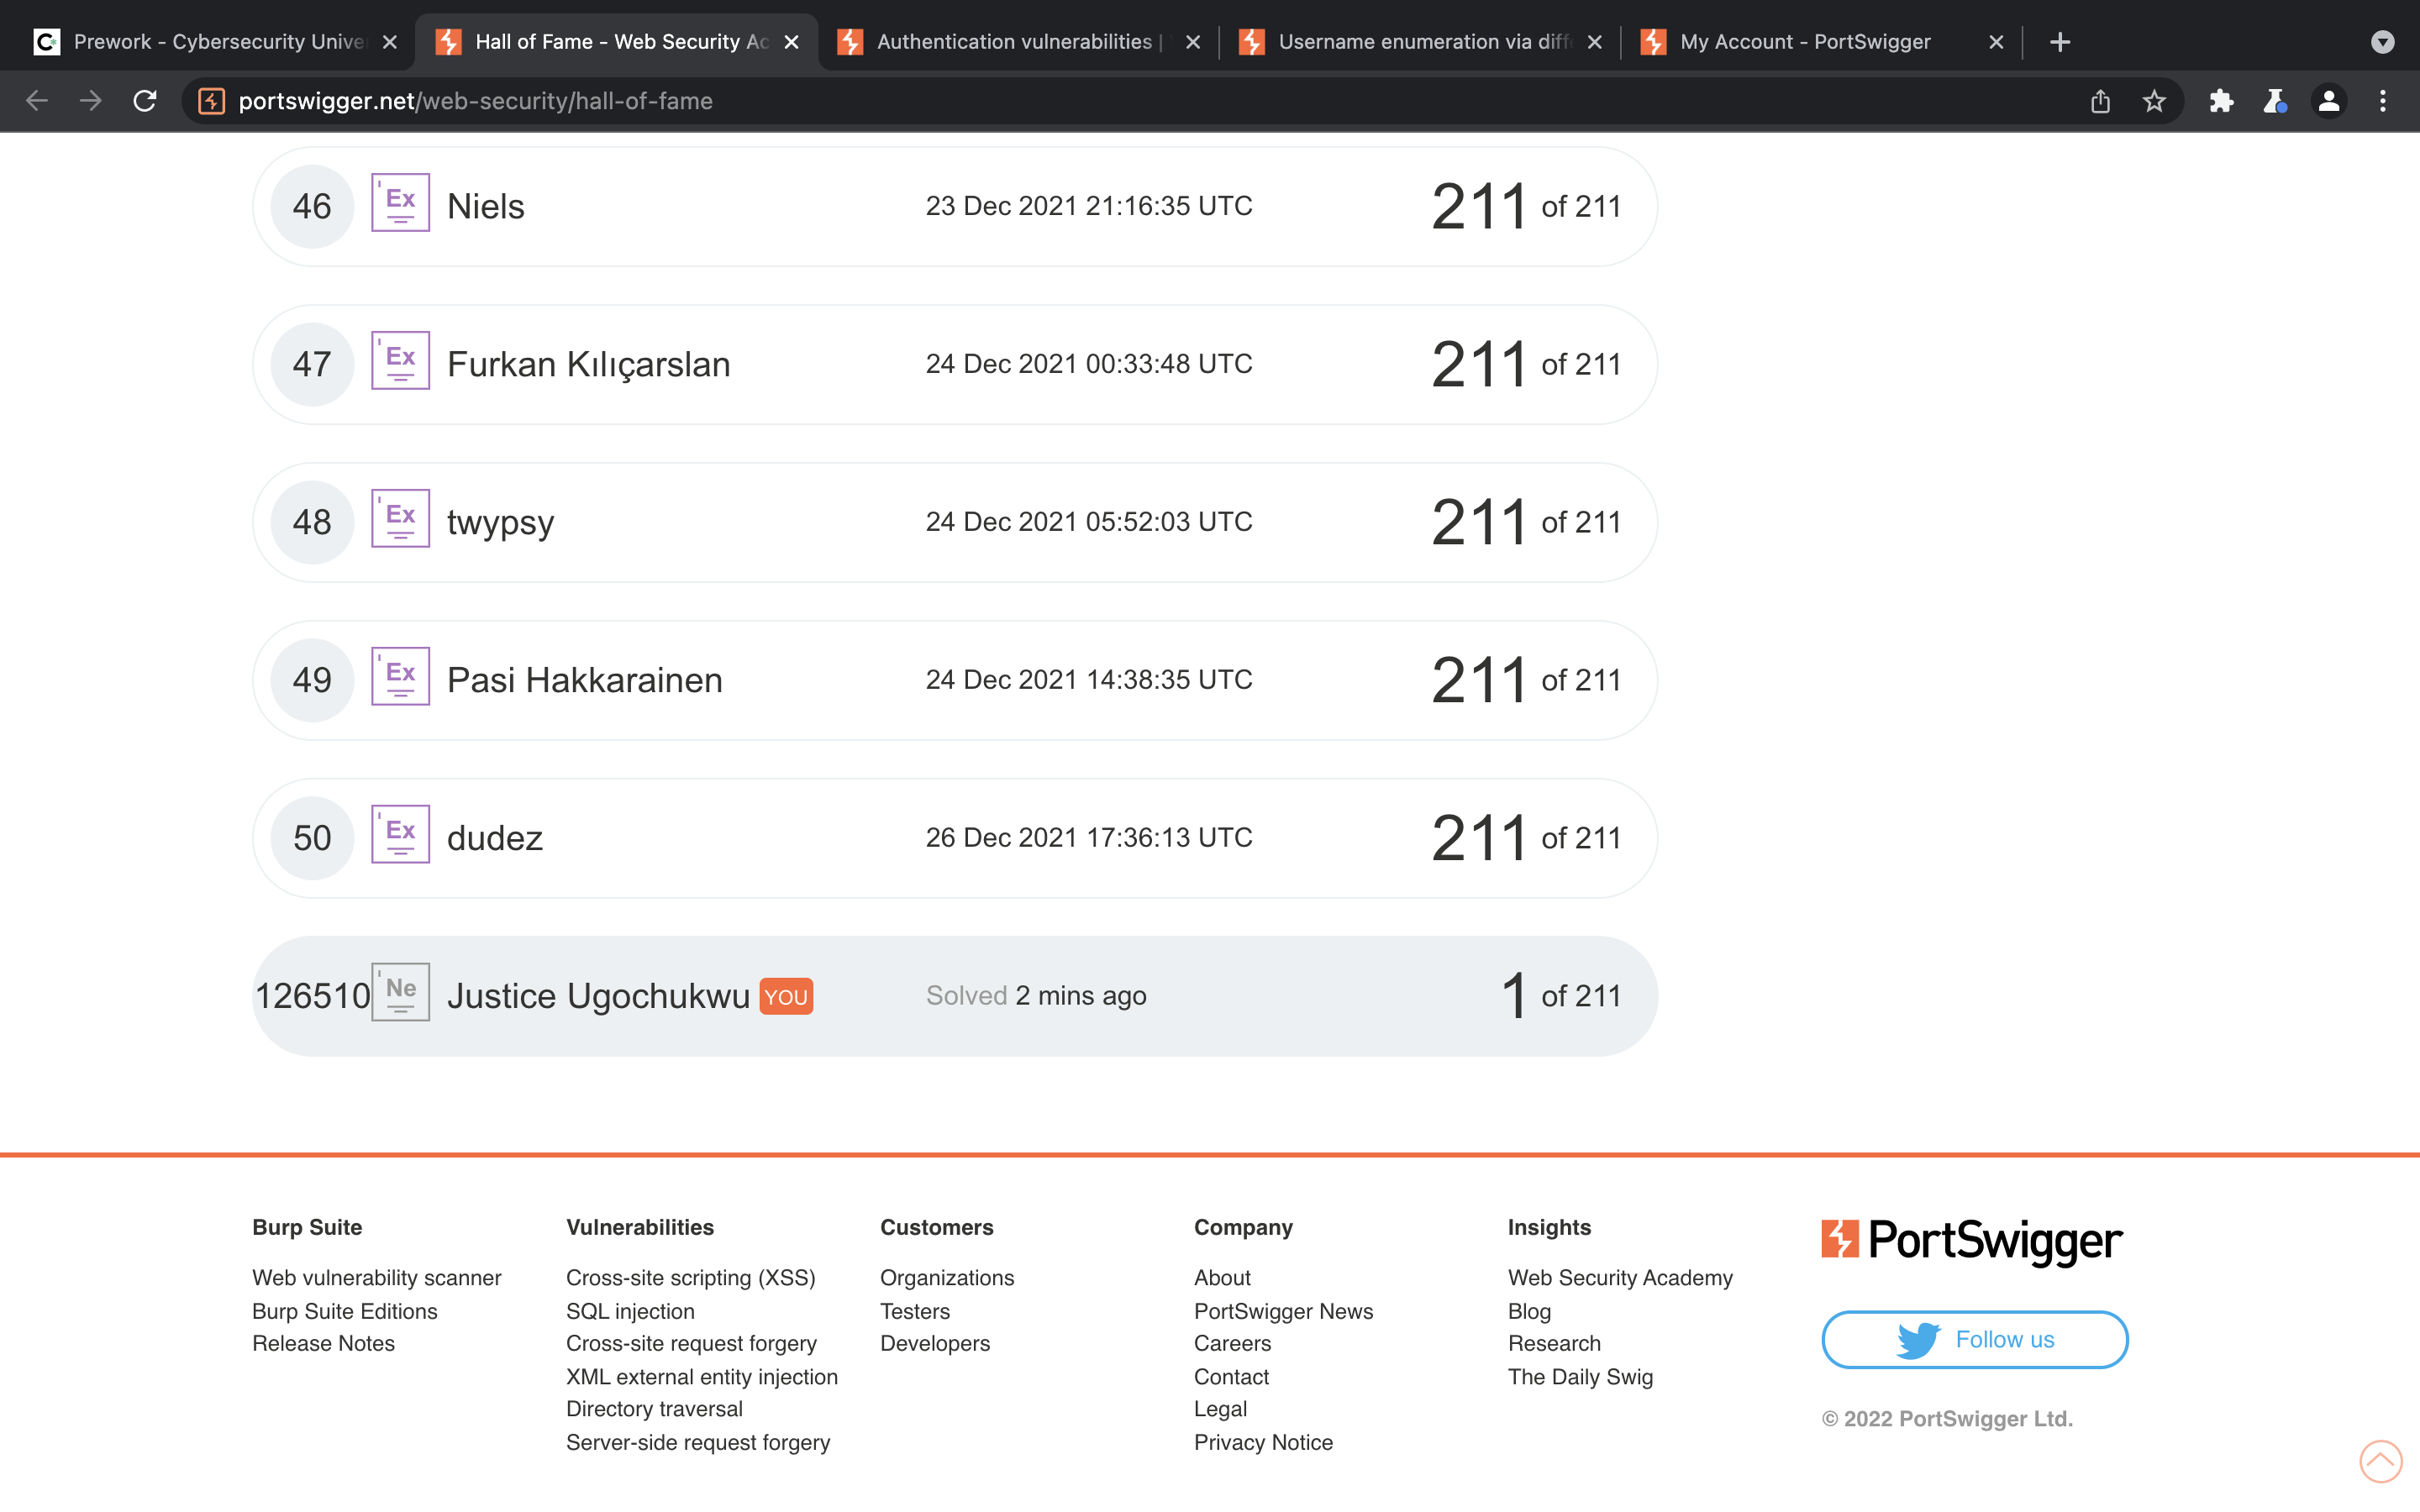 Prework - Cybersecurity Unive
Hall of Fame - Web Security Ac
Authentication vulnerabilities |
Username enumeration via diff
My Account - PortSwigger
portswigger.net/web-security/hall-of-fame
46 Ex Niels 23 Dec 2021 21:16:35 UTC 211 of 211
47 Ex Furkan Kılıçarslan 24 Dec 2021 00:33:48 UTC 211 of 211
48 Ex twypsy 24 Dec 2021 05:52:03 UTC 211 of 211
49 Ex Pasi Hakkarainen 24 Dec 2021 14:38:35 UTC 211 of 211
50 Ex dudez 26 Dec 2021 17:36:13 UTC 211 of 211
126510 Ne Justice Ugochukwu YOU Solved 2 mins ago 1 of 211
Burp Suite
Web vulnerability scanner
Burp Suite Editions
Release Notes
Vulnerabilities
Cross-site scripting (XSS)
SQL injection
Cross-site request forgery
XML external entity injection
Directory traversal
Server-side request forgery
Customers
Organizations
Testers
Developers
Company
About
PortSwigger News
Careers
Contact
Legal
Privacy Notice
Insights
Web Security Academy
Blog
Research
The Daily Swig
PortSwigger
Follow us
© 2022 PortSwigger Ltd.